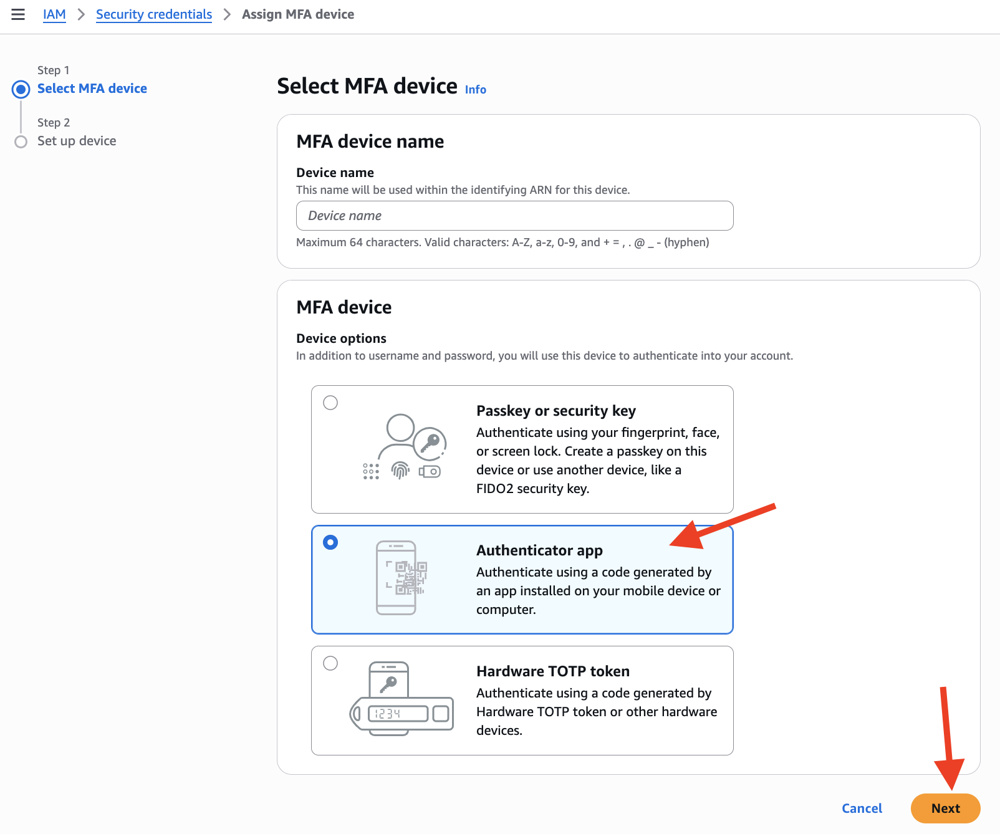 IAM > Security credentials > Assign MFA device
Step 1
Select MFA device
Step 2
Set up device
Select MFA device Info
MFA device name
Device name
This name will be used within the identifying ARN for this device.
Device name
Maximum 64 characters. Valid characters: A-Z, a-z, 0-9, and + = , . @ _ - (hyphen)
MFA device
Device options
In addition to username and password, you will use this device to authenticate into your account.
Passkey or security key
Authenticate using your fingerprint, face,
or screen lock. Create a passkey on this
device or use another device, like a
FIDO2 security key.
Authenticator app
Authenticate using a code generated by
an app installed on your mobile device or
computer.
1234
Hardware TOTP token
Authenticate using a code generated by
Hardware TOTP token or other hardware
devices.
Cancel Next